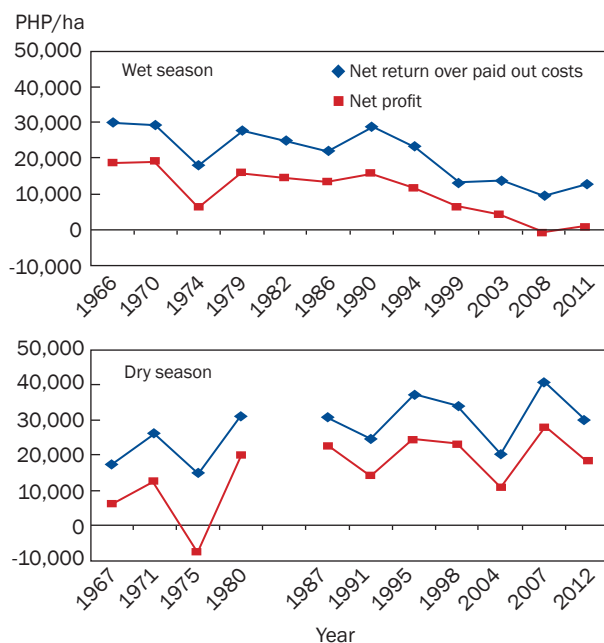 PHP/ha
50,000
Wet season
Net return over paid out costs
40,000
Net profit
30,000
20,000
10,000
0
-10,000
1966 1970 1974 1979 1982 1986 1990 1994 1999 2003 2008 2011
50,000
Dry season
40,000
30,000
20,000
10,000
0
-10,000
1967 1971 1975 1980 1987 1991 1995 1998 2004 2007 2012
Year